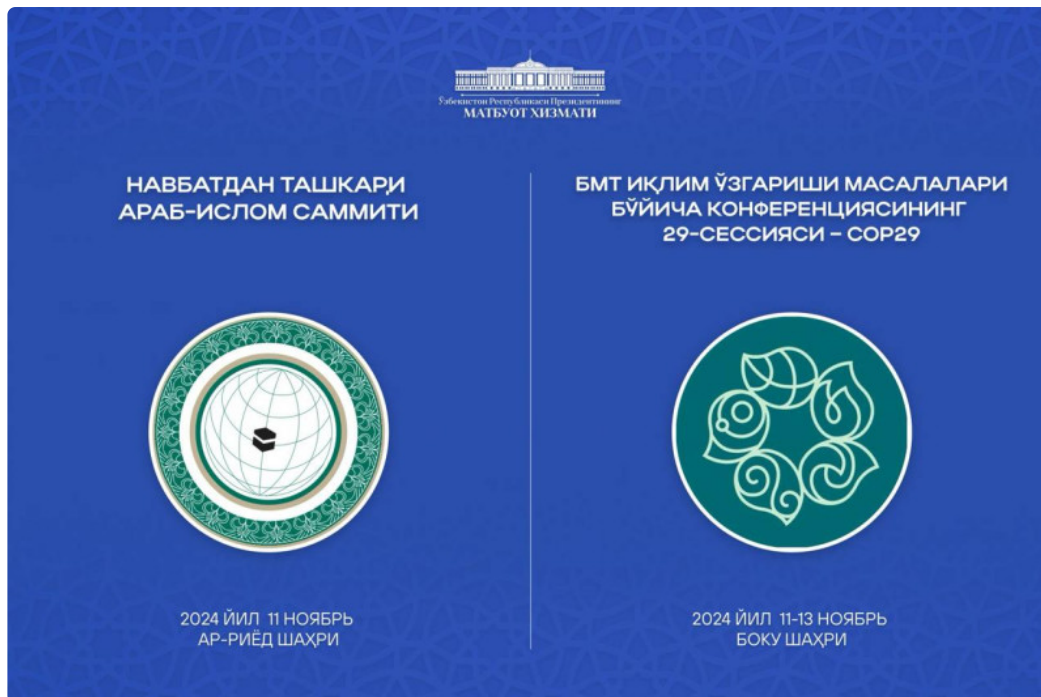 Ўзбекистон Республикаси Президентининг
МАТБУОТ ХИЗМАТИ
НАВБАТДАН ТАШКАРИ
АРАБ-ИСЛОМ САММИТИ
2024 ЙИЛ 11 НОЯБРЬ
АР-РИЁД ШАҲРИ
БМТ ИҚЛИМ ЎЗГАРИШИ МАСАЛАЛАРИ
БЎЙИЧА КОНФЕРЕНЦИЯСИНИНГ
29-СЕССИЯСИ – COP29
2024 ЙИЛ 11-13 НОЯБРЬ
БОКУ ШАҲРИ